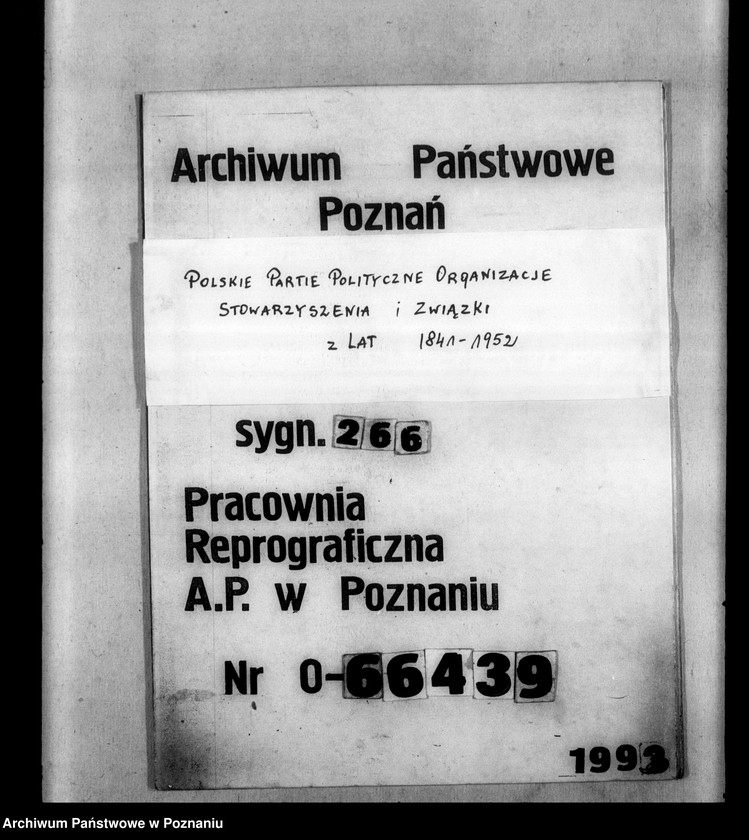 Archiwum Państwowe
Poznań
POLSKIE PARTIE POLITYCZNE ORGANIZACJE
STOWARZYSZENIA i ZWIĄZKI
z LAT 1841-1952
sygn. 266
Pracownia
Reprograficzna
A.P. w Poznaniu
Nr 0-66439
1993
Archiwum Państwowe w Poznaniu